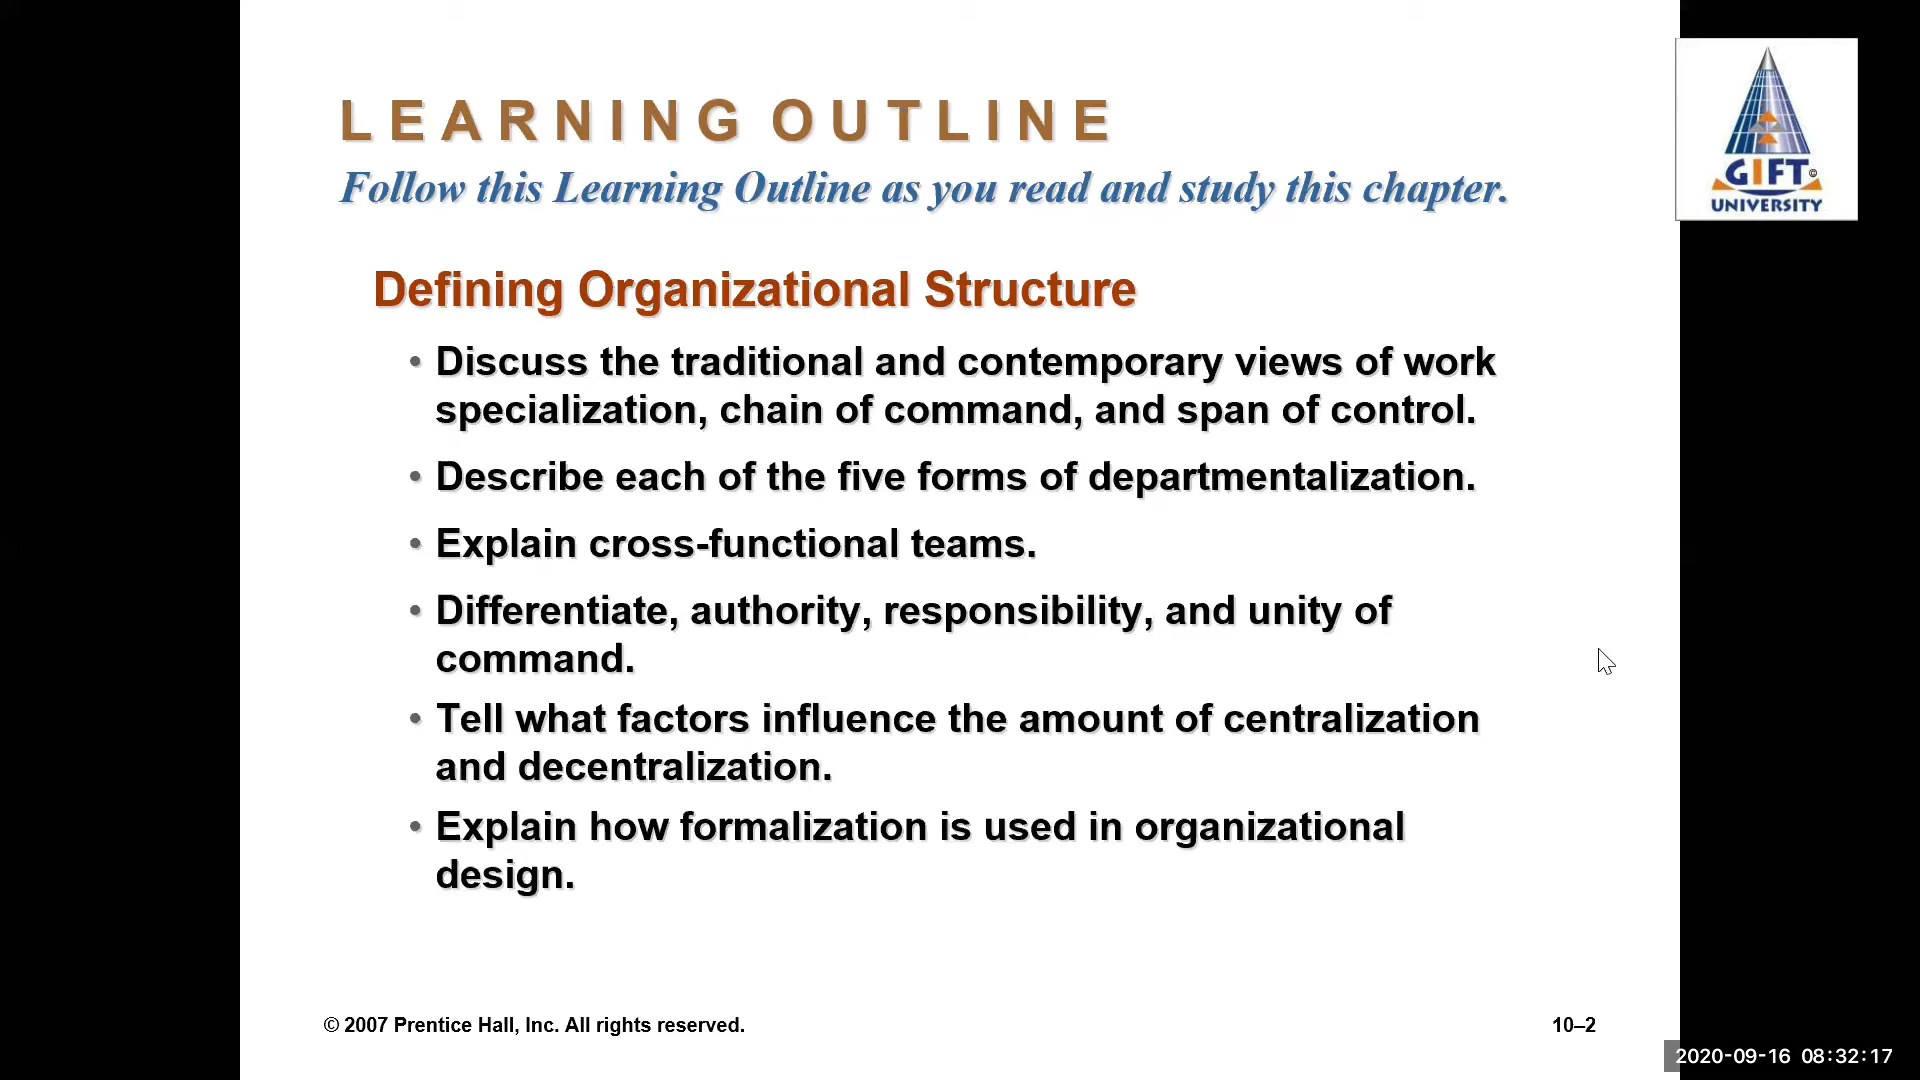 LEARNING OUTLINE
Follow this Learning Outline as you read and study this chapter.
GIFT©
UNIVERSITY
Defining Organizational Structure
• Discuss the traditional and contemporary views of work
specialization, chain of command, and span of control.
• Describe each of the five forms of departmentalization.
• Explain cross-functional teams.
• Differentiate, authority, responsibility, and unity of
command.
• Tell what factors influence the amount of centralization
and decentralization.
• Explain how formalization is used in organizational
design.
© 2007 Prentice Hall, Inc. All rights reserved.
10–2
2020-09-16 08:32:17